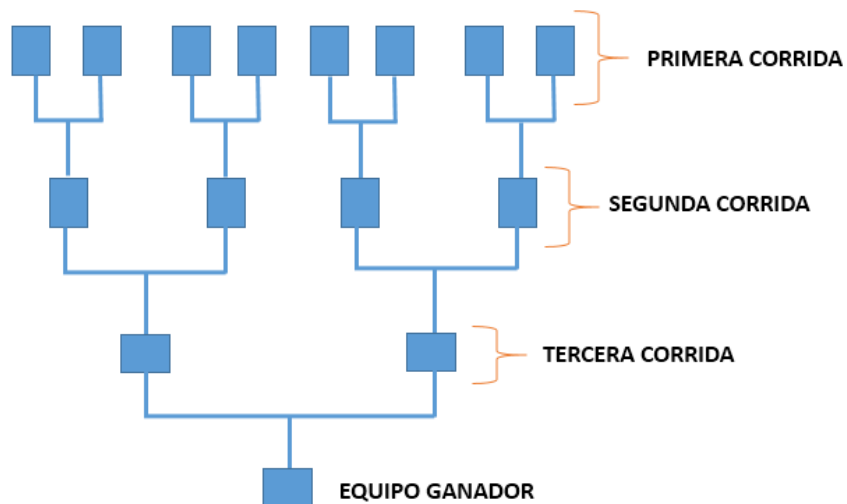 PRIMERA CORRIDA
SEGUNDA CORRIDA
TERCERA CORRIDA
EQUIPO GANADOR